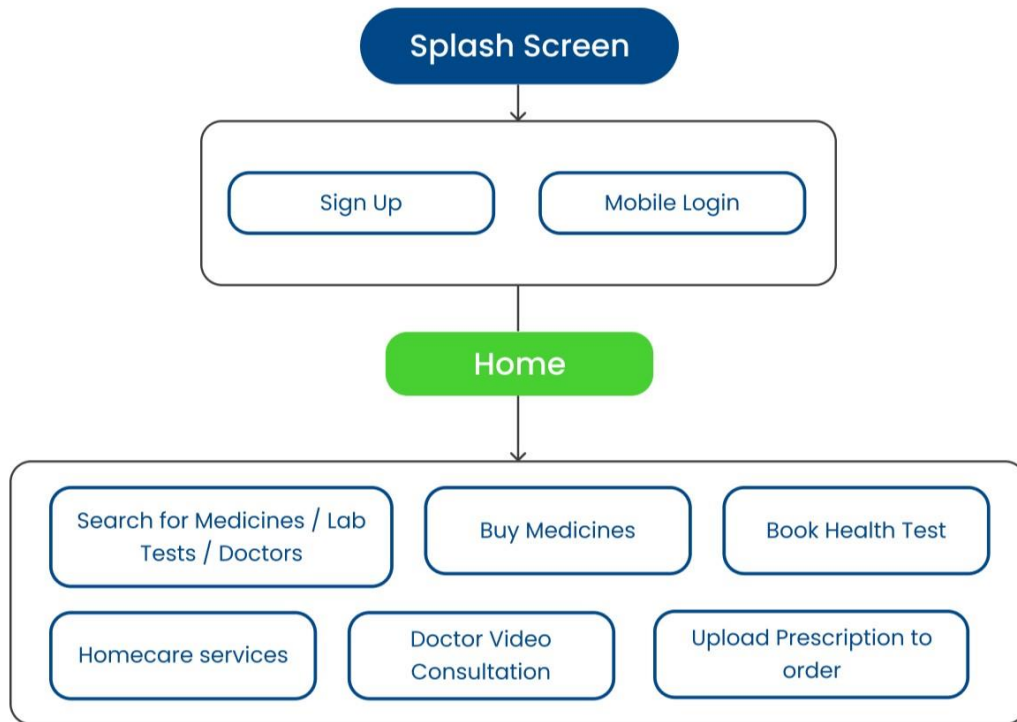 Splash Screen
Sign Up
Mobile Login
Home
Search for Medicines / Lab
Tests / Doctors
Buy Medicines
Book Health Test
Homecare services
Doctor Video
Consultation
Upload Prescription to
order